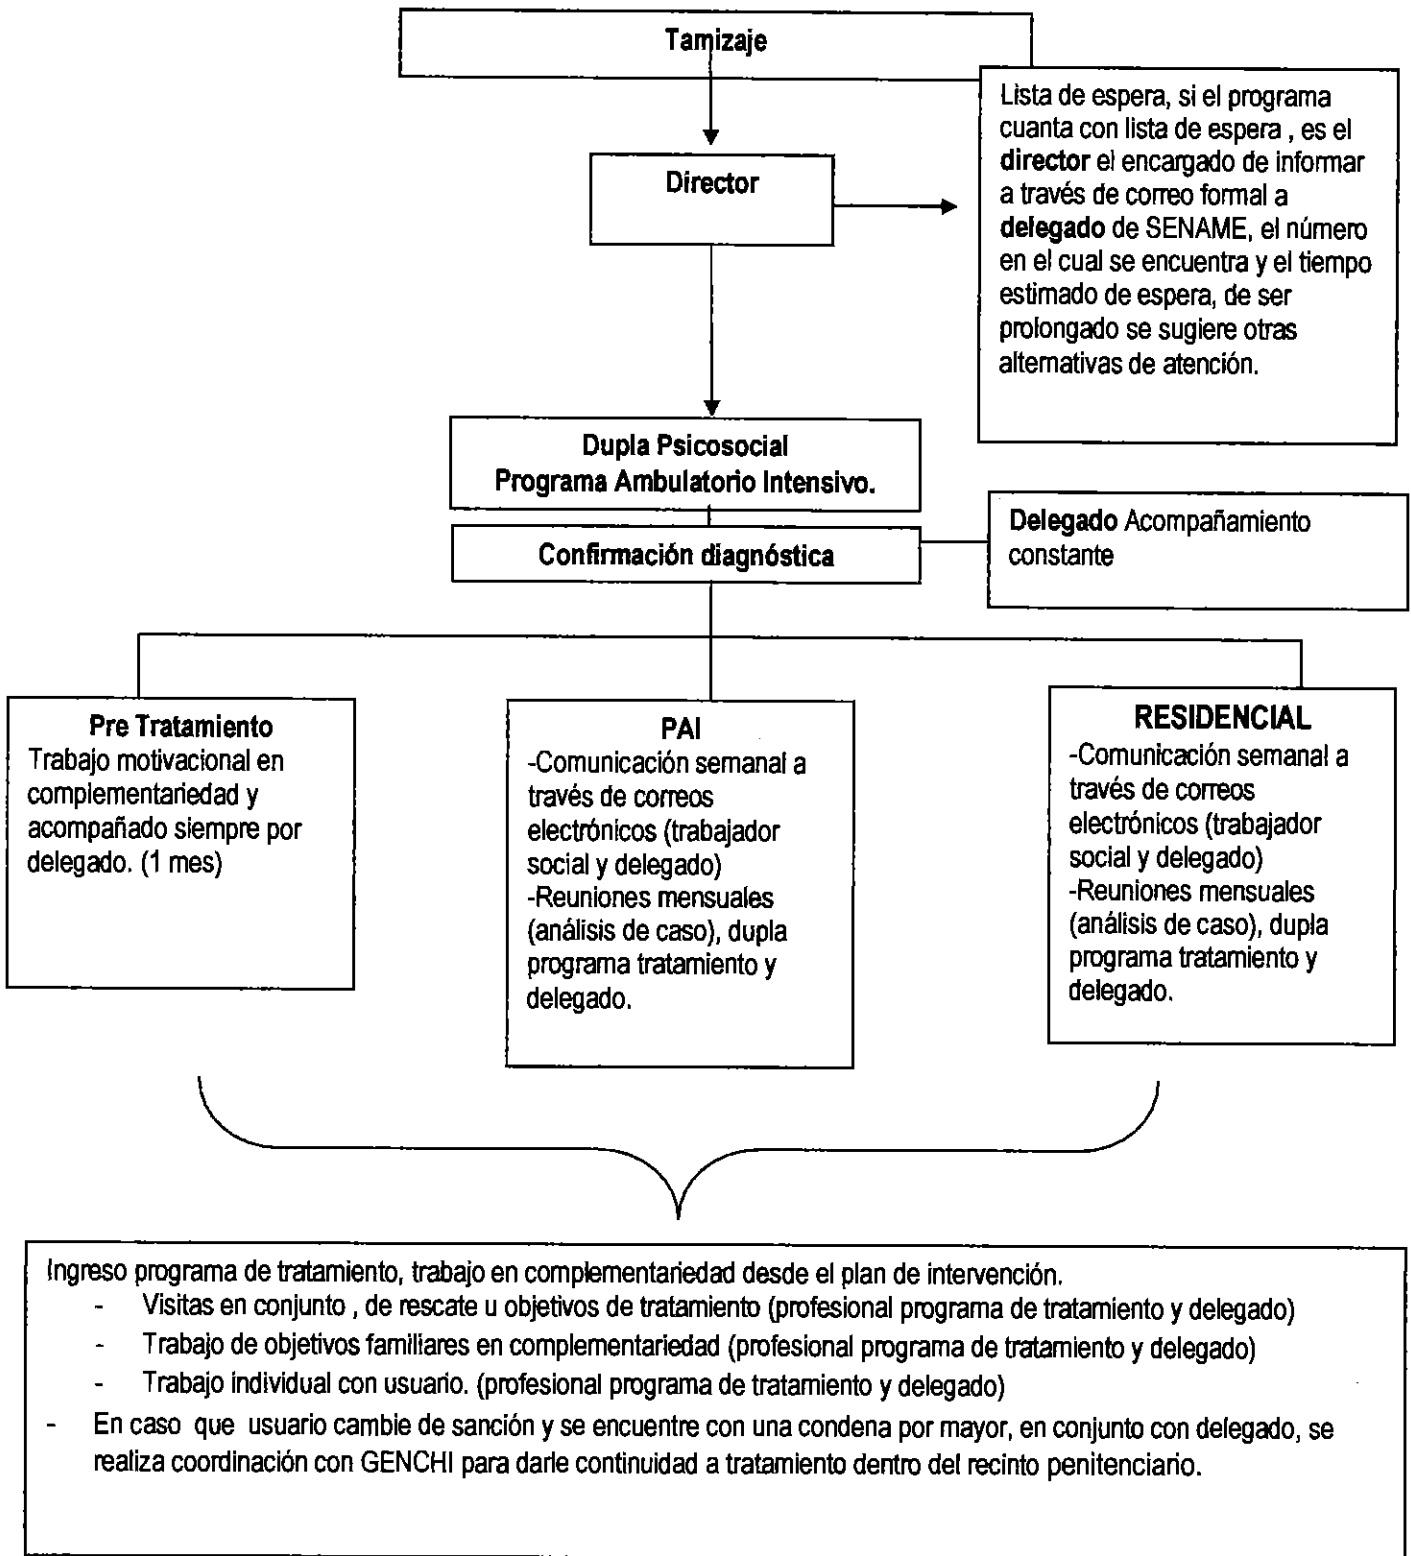 Tamizaje
Lista de espera, si el programa
cuanta con lista de espera , es el
director el encargado de informar
a través de correo formal a
delegado de SENAME, el número
en el cual se encuentra y el tiempo
estimado de espera, de ser
prolongado se sugiere otras
alternativas de atención.
Director
Dupla Psicosocial
Programa Ambulatorio Intensivo.
Confirmación diagnóstica
Delegado Acompañamiento
constante
Pre Tratamiento
Trabajo motivacional en
complementariedad y
acompañado siempre por
delegado. (1 mes)
PAI
-Comunicación semanal a
través de correos
electrónicos (trabajador
social y delegado)
-Reuniones mensuales
(análisis de caso), dupla
programa tratamiento y
delegado.
RESIDENCIAL
-Comunicación semanal a
través de correos
electrónicos (trabajador
social y delegado)
-Reuniones mensuales
(análisis de caso), dupla
programa tratamiento y
delegado.
Ingreso programa de tratamiento, trabajo en complementariedad desde el plan de intervención.
- Visitas en conjunto , de rescate u objetivos de tratamiento (profesional programa de tratamiento y delegado)
- Trabajo de objetivos familiares en complementariedad (profesional programa de tratamiento y delegado)
- Trabajo individual con usuario. (profesional programa de tratamiento y delegado)
- En caso que usuario cambie de sanción y se encuentre con una condena por mayor, en conjunto con delegado, se
realiza coordinación con GENCHI para darle continuidad a tratamiento dentro del recinto penitenciario.